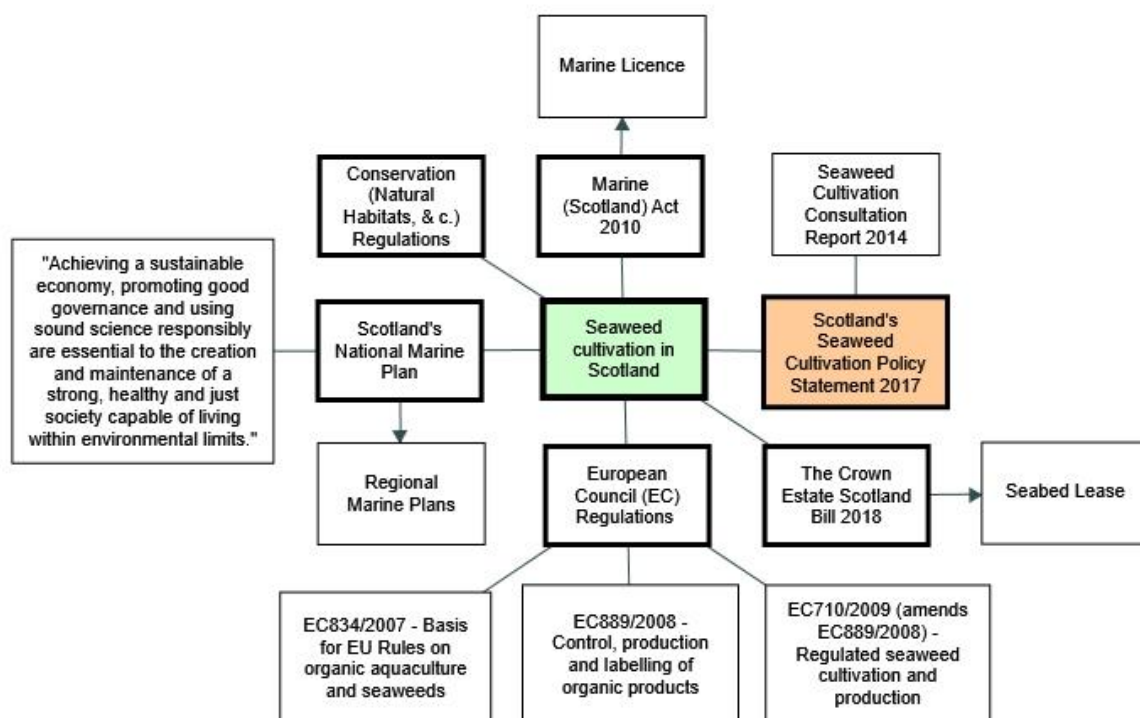 Marine Licence
Conservation
(Natural
Habitats, & c.)
Regulations
Marine
(Scotland) Act
2010
Seaweed
Cultivation
Consultation
Report 2014
"Achieving a sustainable
economy, promoting good
governance and using
sound science responsibly
are essential to the creation
and maintenance of a
strong, healthy and just
society capable of living
within environmental limits."
Scotland's
National Marine
Plan
Seaweed
cultivation in
Scotland
Scotland's
Seaweed
Cultivation Policy
Statement 2017
Regional
Marine Plans
European
Council (EC)
Regulations
The Crown
Estate Scotland
Bill 2018
Seabed Lease
EC834/2007 - Basis
for EU Rules on
organic aquaculture
and seaweeds
EC889/2008 -
Control, production
and labelling of
organic products
EC710/2009 (amends
EC889/2008) -
Regulated seaweed
cultivation and
production